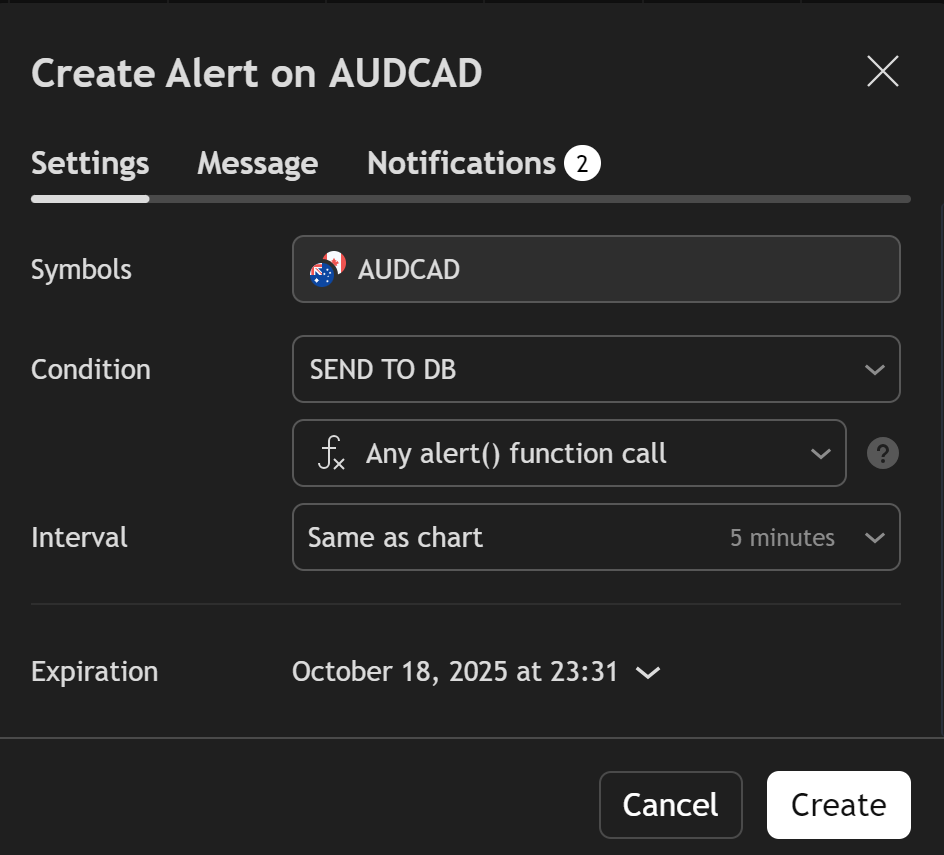 Create Alert on AUDCAD
Settings Message Notifications 2
Symbols AUDCAD
Condition SEND TO DB
Any alert() function call ?
Interval Same as chart 5 minutes
Expiration October 18, 2025 at 23:31
Cancel Create